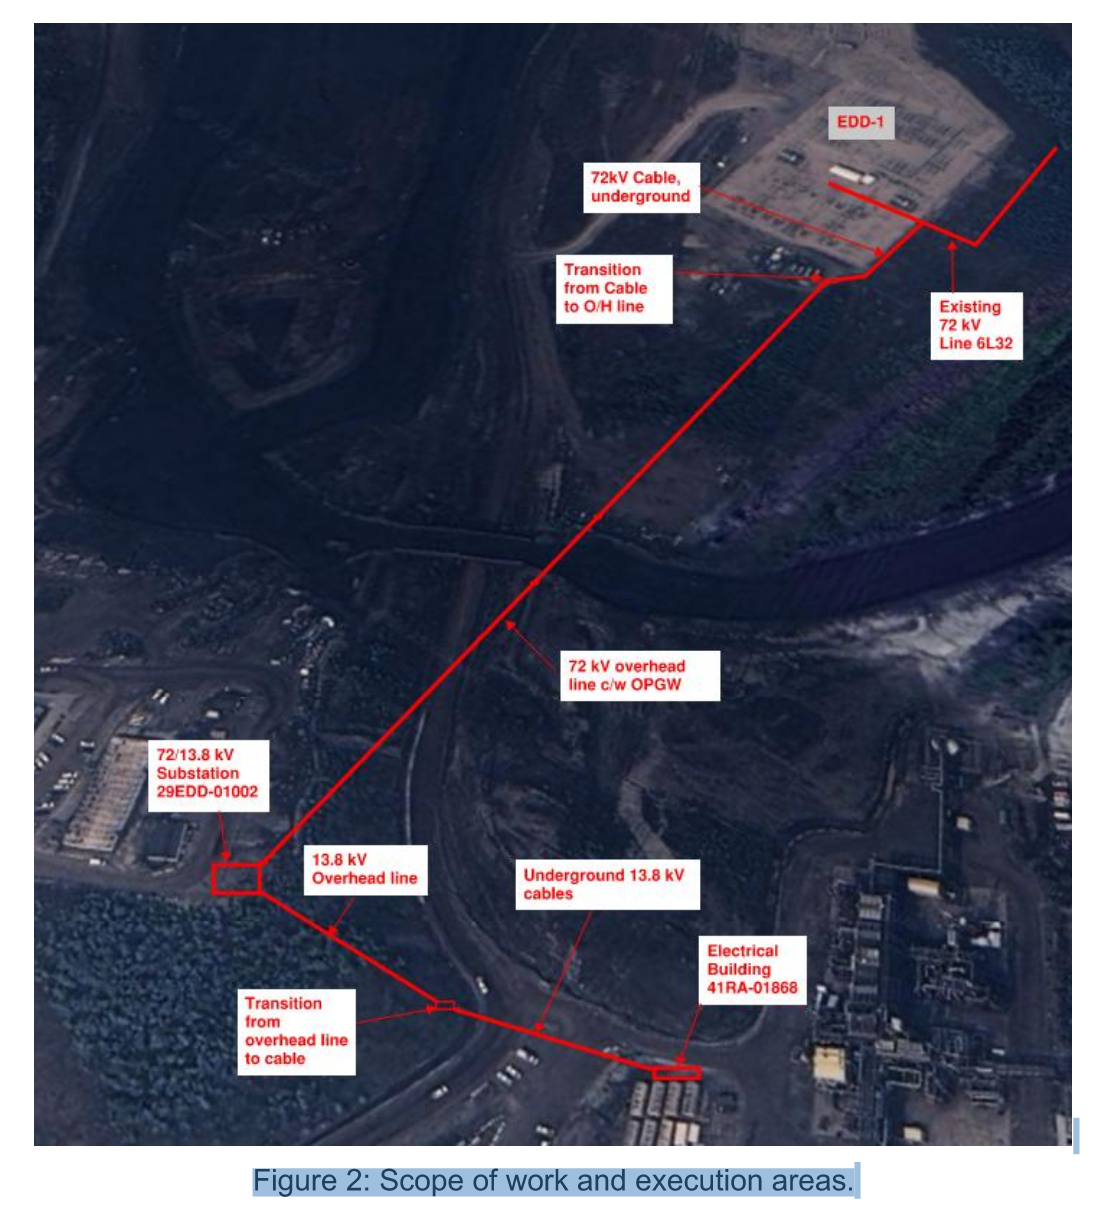 EDD-1
72kV Cable,
underground
Transition
from Cable
to O/H line
Existing
72 kV
Line 6L32
72 kV overhead
line c/w OPGW
72/13.8 kV
Substation
29EDD-01002
13.8 kV
Overhead line
Underground 13.8 kV
cables
Electrical
Building
41RA-01868
Transition
from
overhead line
to cable
Figure 2: Scope of work and execution areas.